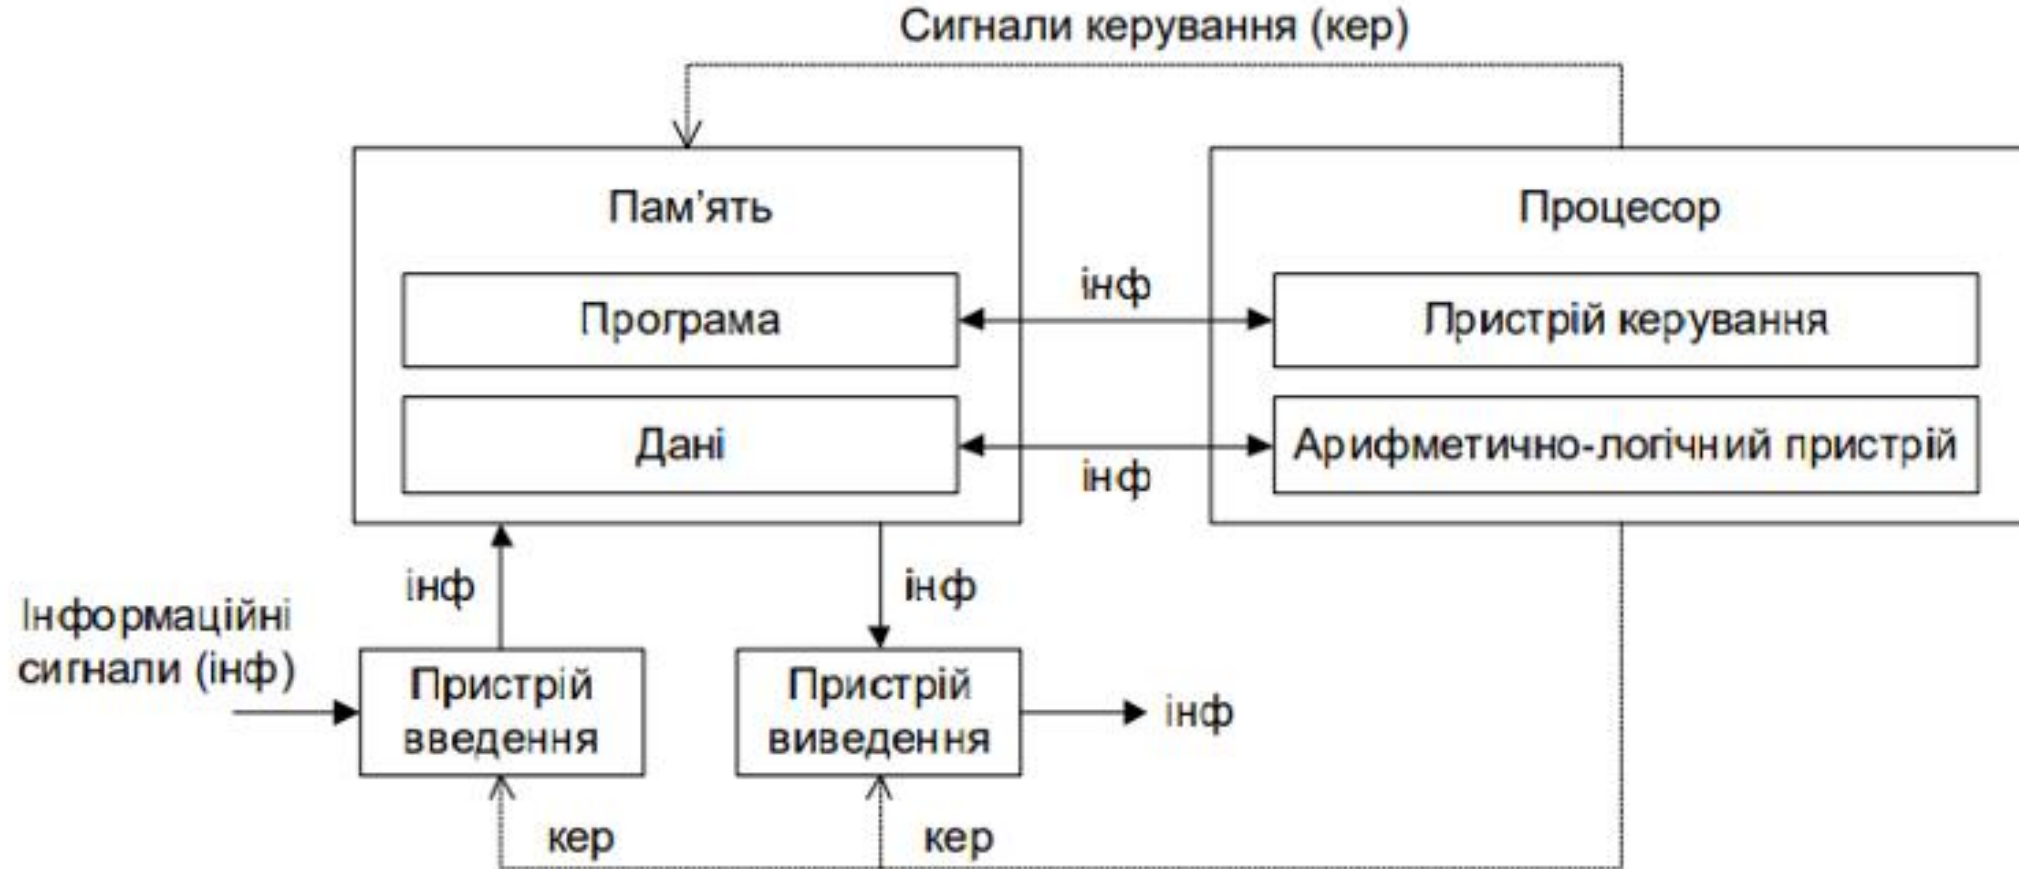 Сигнали керування (кер)
Пам’ять
Процесор
Програма
інф
Пристрій керування
Дані
інф
Арифметично-логічний пристрій
Інформаційні
сигнали (інф)
інф
інф
Пристрій
введення
Пристрій
виведення
інф
кер
кер